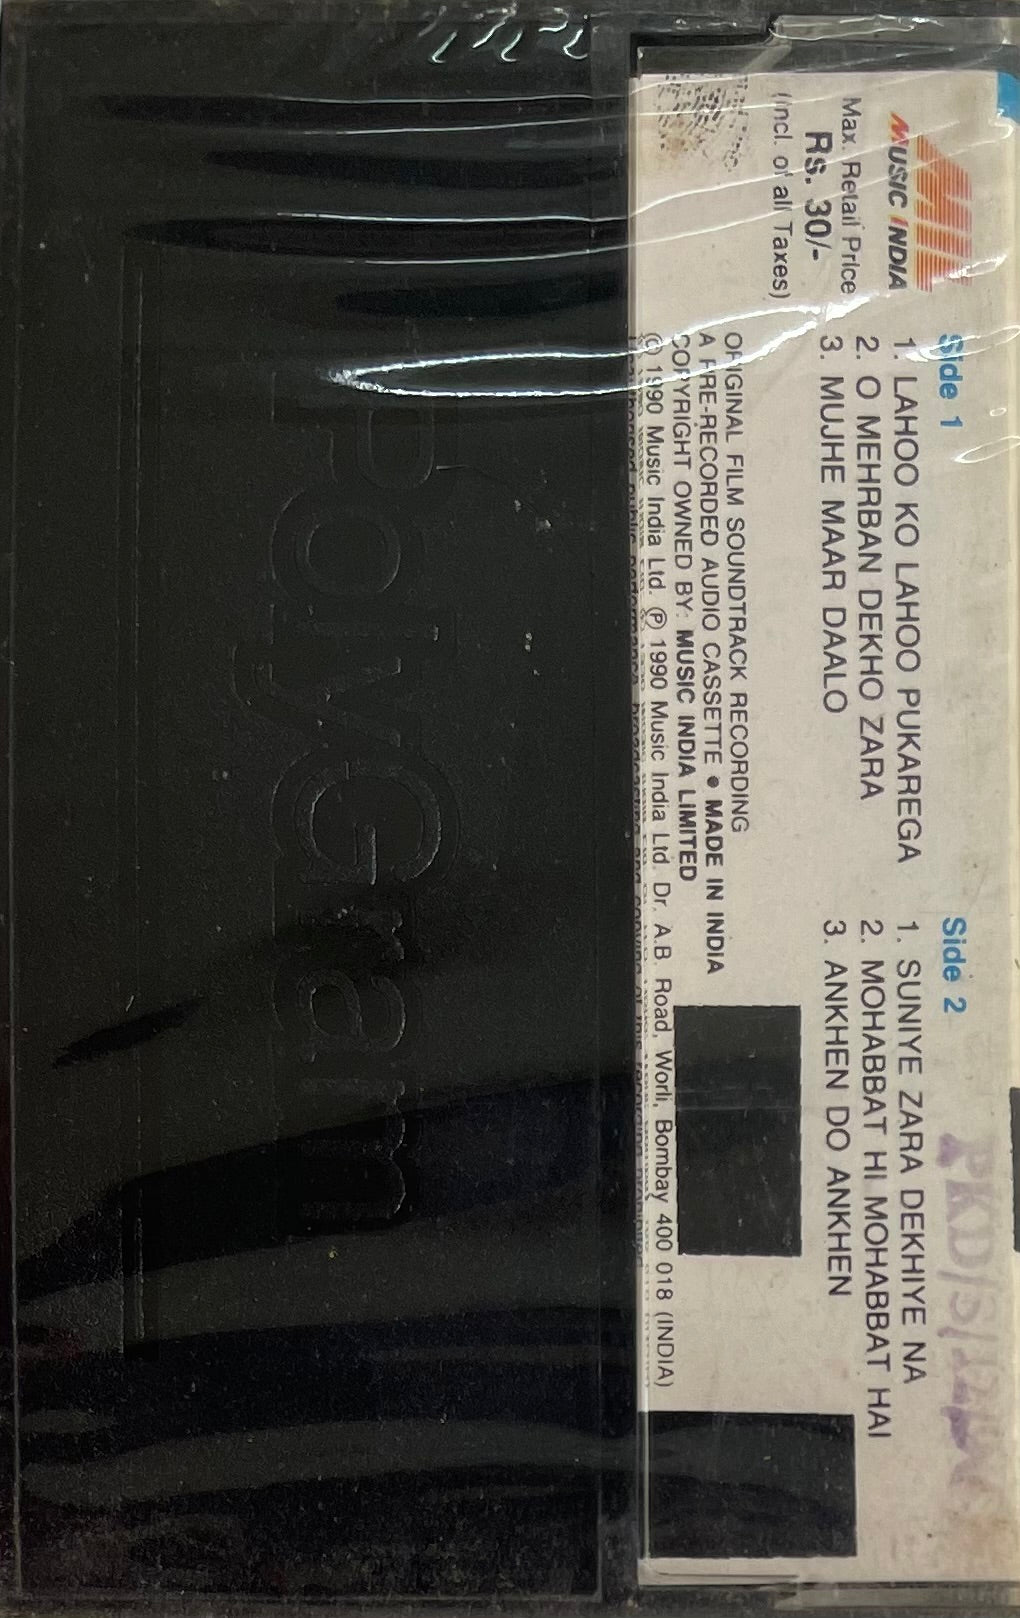 MUSIC INDIA
Max. Retail Price
Rs. 30/-
(incl. of all Taxes)
Side 1
1. LAHOO KO LAHOO PUKAREGA
2. O MEHRBAN DEKHO ZARA
3. MUJHE MAAR DAALO
Side 2
1. SUNIYE ZARA DEKHIYE NA
2. MOHABBAT HI MOHABBAT HAI
3. ANKHEN DO ANKHEN
ORIGINAL FILM SOUNDTRACK RECORDING
A PRE-RECORDED AUDIO CASSETTE ● MADE IN INDIA
COPYRIGHT OWNED BY: MUSIC INDIA LIMITED
© 1990 Music India Ltd. ℗ 1990 Music India Ltd. Dr. A.B. Road, Worli, Bombay 400 018 (INDIA)
PolyGram